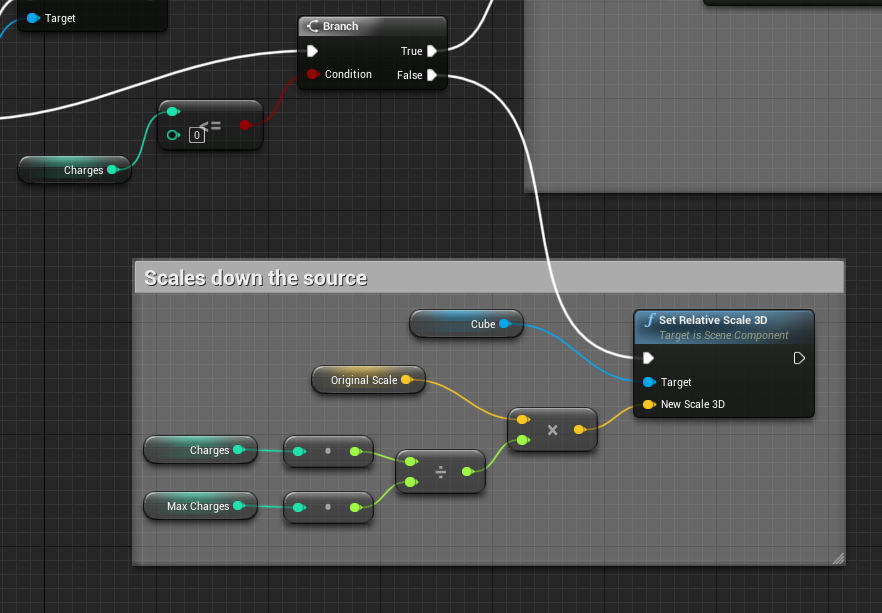 Target
Branch
True
Condition
False
<=
0
Charges
Scales down the source
Cube
f Set Relative Scale 3D
Target is Scene Component
Original Scale
Target
New Scale 3D
×
Charges
÷
Max Charges